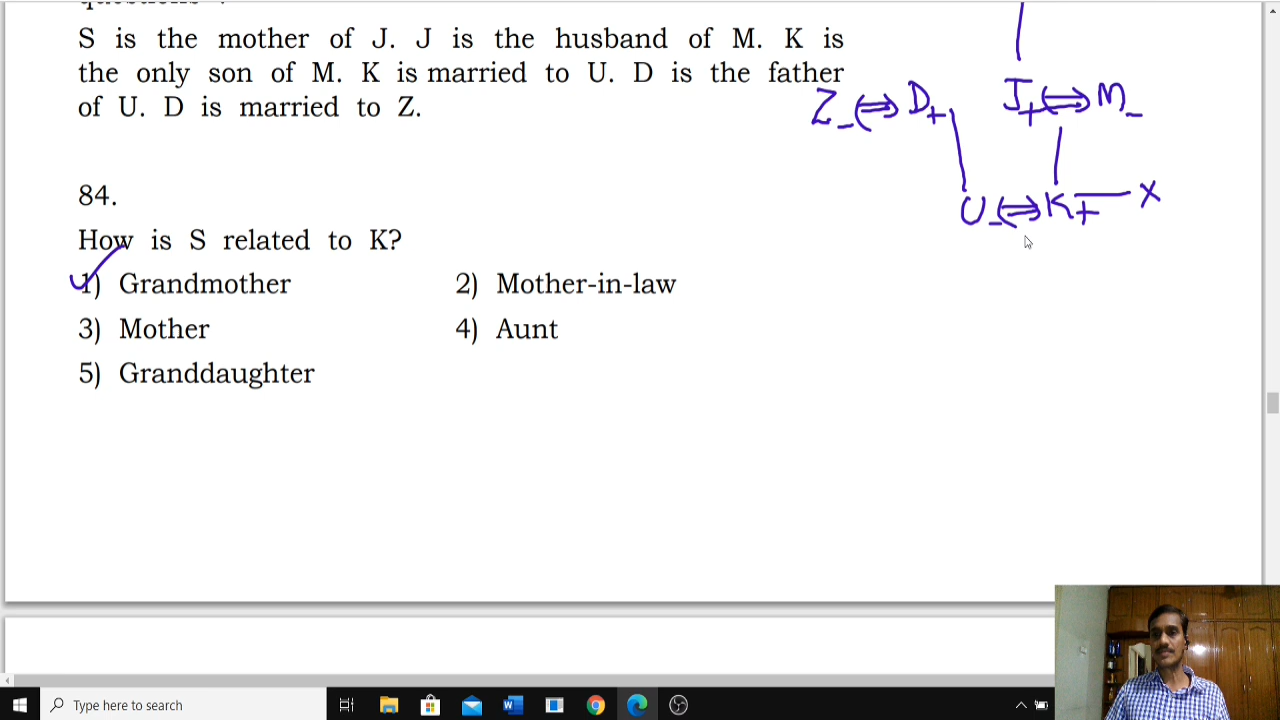 S is the mother of J. J is the husband of M. K is
the only son of M. K is married to U. D is the father
of U. D is married to Z.
Z - ⇔ D + J + ⇔ M -
U - ⇔ K + — X
84.
How is S related to K?
1) Grandmother 2) Mother-in-law
3) Mother 4) Aunt
5) Granddaughter
Type here to search